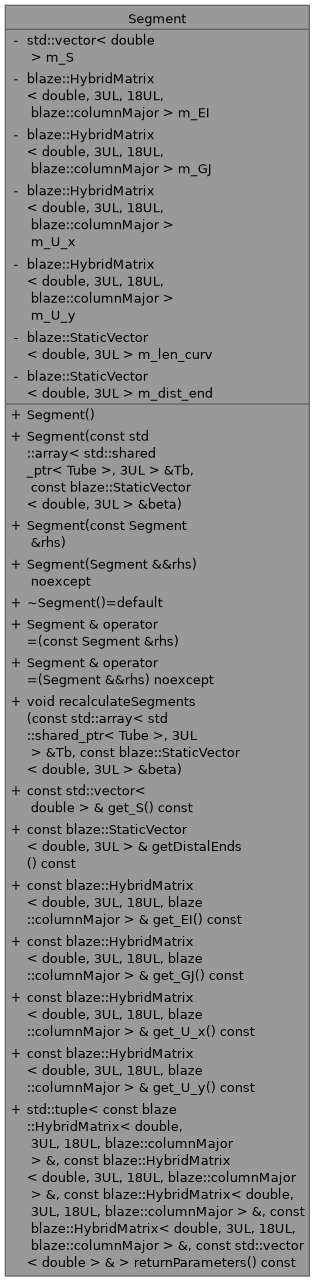 Segment
- std::vector< double
> m_S
- blaze::HybridMatrix
< double, 3UL, 18UL,
blaze::columnMajor > m_EI
- blaze::HybridMatrix
< double, 3UL, 18UL,
blaze::columnMajor > m_GJ
- blaze::HybridMatrix
< double, 3UL, 18UL,
blaze::columnMajor >
m_U_x
- blaze::HybridMatrix
< double, 3UL, 18UL,
blaze::columnMajor >
m_U_y
- blaze::StaticVector
< double, 3UL > m_len_curv
- blaze::StaticVector
< double, 3UL > m_dist_end
+ Segment()
+ Segment(const std
::array< std::shared
_ptr< Tube >, 3UL > &Tb,
const blaze::StaticVector
< double, 3UL > &beta)
+ Segment(const Segment
&rhs)
+ Segment(Segment &&rhs)
noexcept
+ ~Segment()=default
+ Segment & operator
=(const Segment &rhs)
+ Segment & operator
=(Segment &&rhs) noexcept
+ void recalculateSegments
(const std::array< std
::shared_ptr< Tube >, 3UL
> &Tb, const blaze::StaticVector
< double, 3UL > &beta)
+ const std::vector<
double > & get_S() const
+ const blaze::StaticVector
< double, 3UL > & getDistalEnds
() const
+ const blaze::HybridMatrix
< double, 3UL, 18UL, blaze
::columnMajor > & get_EI() const
+ const blaze::HybridMatrix
< double, 3UL, 18UL, blaze
::columnMajor > & get_GJ() const
+ const blaze::HybridMatrix
< double, 3UL, 18UL, blaze
::columnMajor > & get_U_x() const
+ const blaze::HybridMatrix
< double, 3UL, 18UL, blaze
::columnMajor > & get_U_y() const
+ std::tuple< const blaze
::HybridMatrix< double,
3UL, 18UL, blaze::columnMajor
> &, const blaze::HybridMatrix
< double, 3UL, 18UL, blaze::columnMajor
> &, const blaze::HybridMatrix< double,
3UL, 18UL, blaze::columnMajor > &, const
blaze::HybridMatrix< double, 3UL, 18UL,
blaze::columnMajor > &, const std::vector
< double > & > returnParameters() const